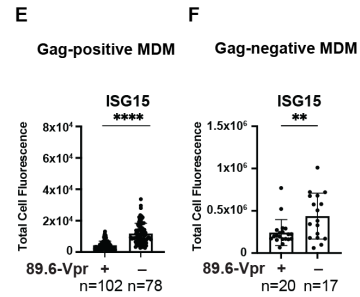 E
Gag-positive MDM
ISG15
****
Total Cell Fluorescence
8x10⁴
6x10⁴
4x10⁴
2x10⁴
0
89.6-Vpr + –
n=102 n=78
F
Gag-negative MDM
ISG15
**
Total Cell Fluorescence
1.5x10⁶
1x10⁶
0.5x10⁶
0
89.6-Vpr + –
n=20 n=17